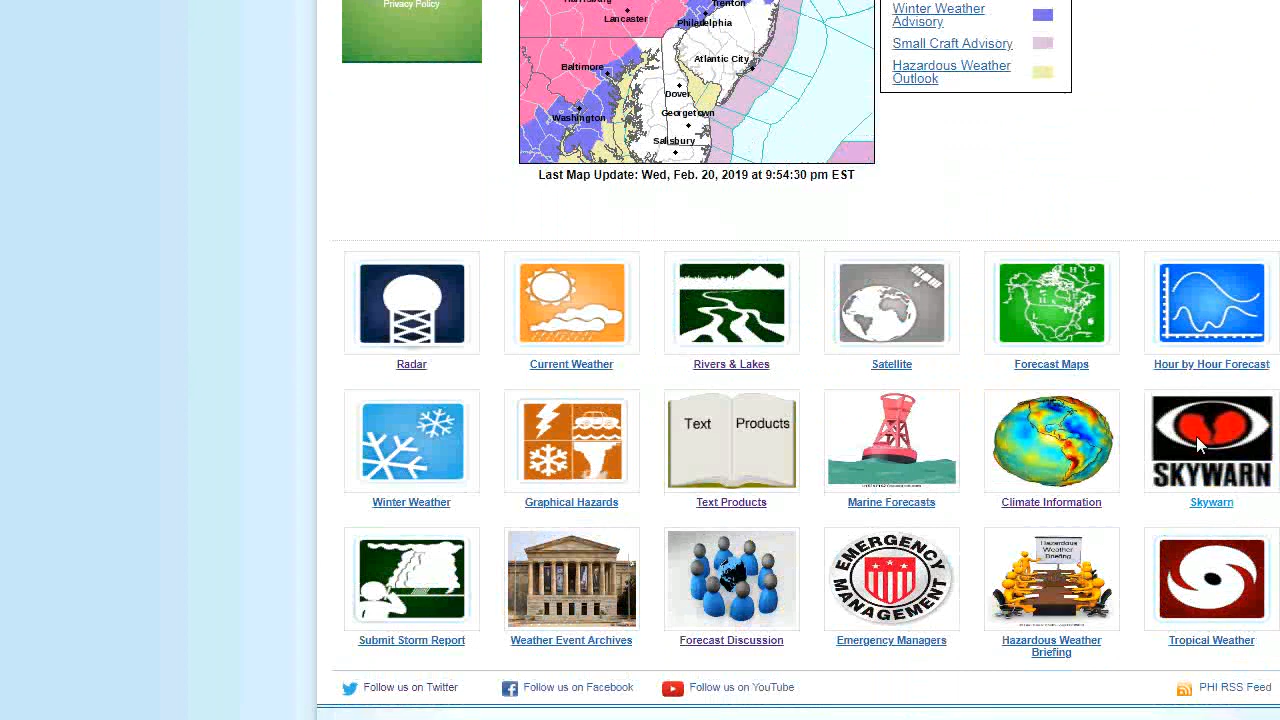 Privacy Policy
Trenton
Lancaster
Philadelphia
Baltimore
Atlantic City
Dover
Washington
Georgetown
Salisbury
Last Map Update: Wed, Feb. 20, 2019 at 9:54:30 pm EST
Winter Weather
Advisory
Small Craft Advisory
Hazardous Weather
Outlook
Radar
Current Weather
Rivers & Lakes
Satellite
Forecast Maps
Hour by Hour Forecast
Text Products
SKYWARN
Winter Weather
Graphical Hazards
Text Products
Marine Forecasts
Climate Information
Skywarn
EMERGENCY
MANAGEMENT
Hazardous
Weather
Briefing
Submit Storm Report
Weather Event Archives
Forecast Discussion
Emergency Managers
Hazardous Weather
Briefing
Tropical Weather
Follow us on Twitter
Follow us on Facebook
Follow us on YouTube
PHI RSS Feed